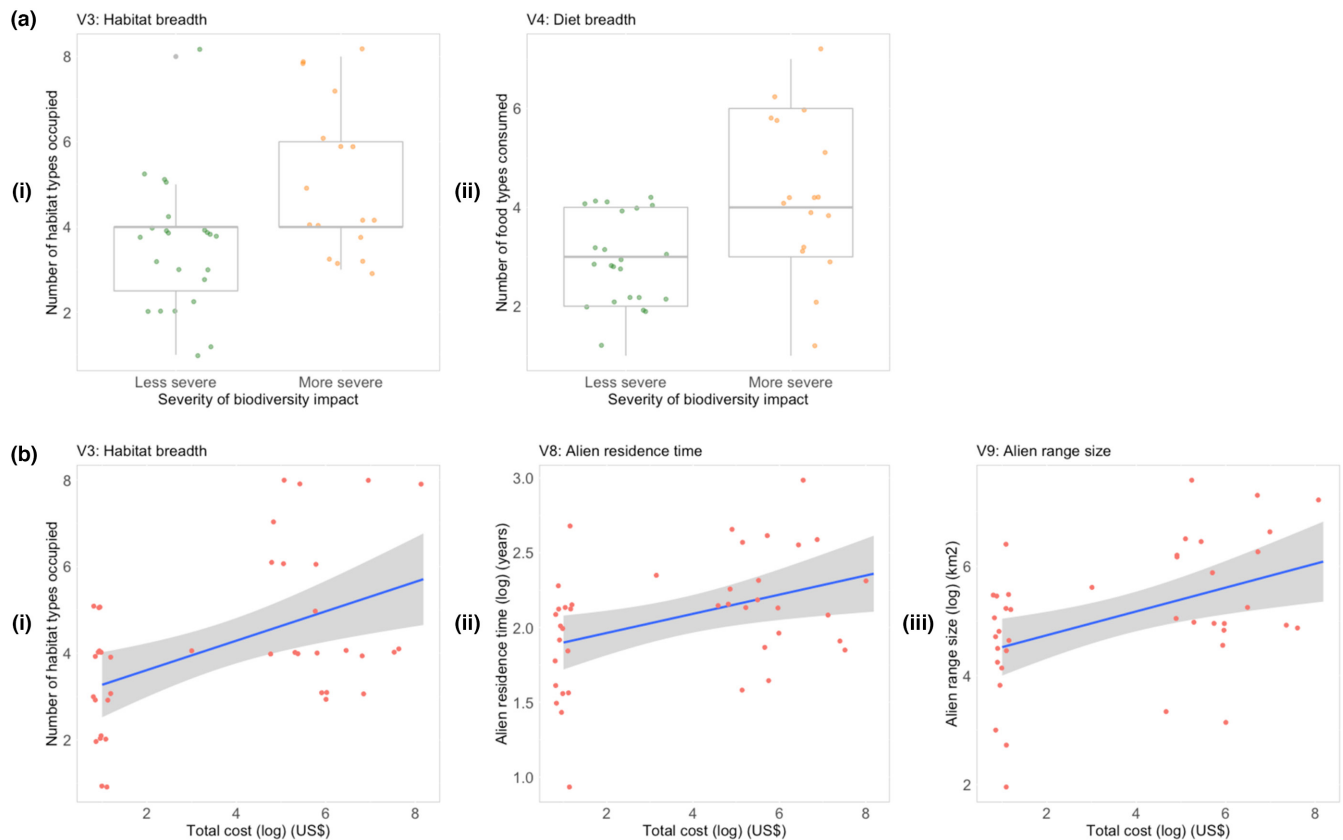 (a)
V3: Habitat breadth
V4: Diet breadth
Number of habitat types occupied
8
6
4
2
(i)
Less severe
More severe
Severity of biodiversity impact
Number of food types consumed
6
4
2
(ii)
Less severe
More severe
Severity of biodiversity impact
(b)
V3: Habitat breadth
V8: Alien residence time
V9: Alien range size
(i)
Number of habitat types occupied
8
6
4
2
2
4
6
8
Total cost (log) (US$)
(ii)
Alien residence time (log) (years)
3.0
2.5
2.0
1.5
1.0
2
4
6
8
Total cost (log) (US$)
(iii)
Alien range size (log) (km2)
6
4
2
2
4
6
8
Total cost (log) (US$)